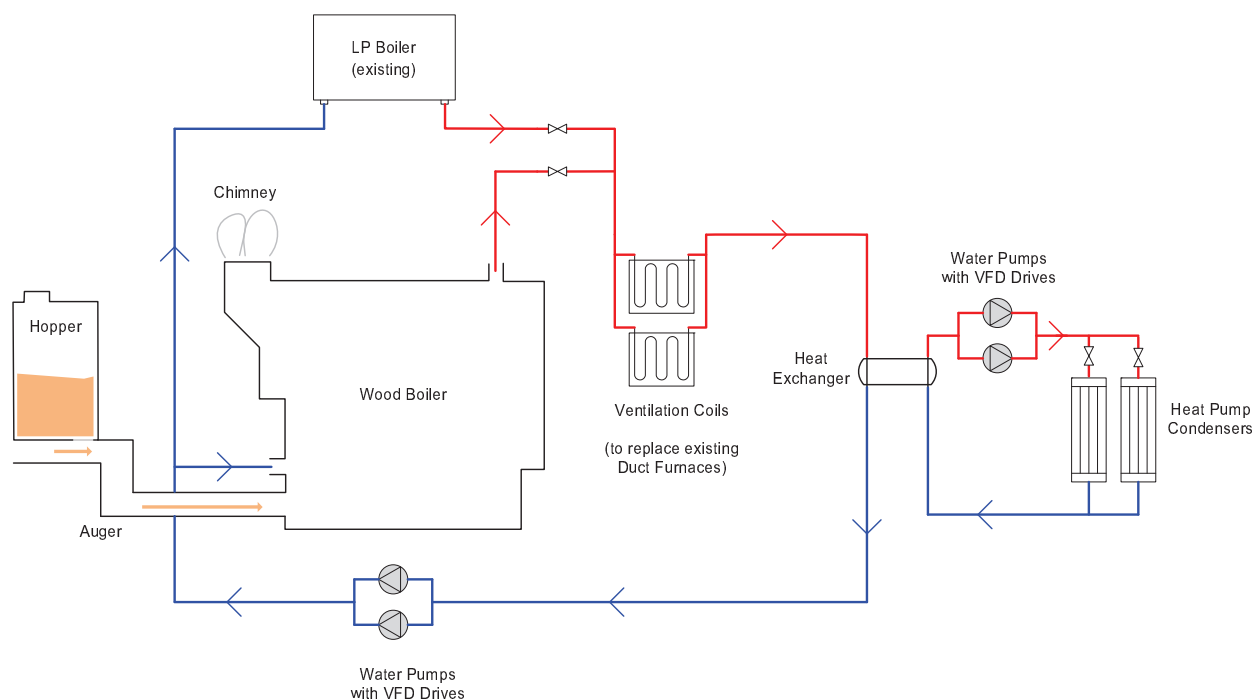 LP Boiler
(existing)
Chimney
Water Pumps
with VFD Drives
Hopper
Heat
Exchanger
Wood Boiler
Ventilation Coils
Heat Pump
Condensers
(to replace existing
Duct Furnaces)
Auger
Water Pumps
with VFD Drives